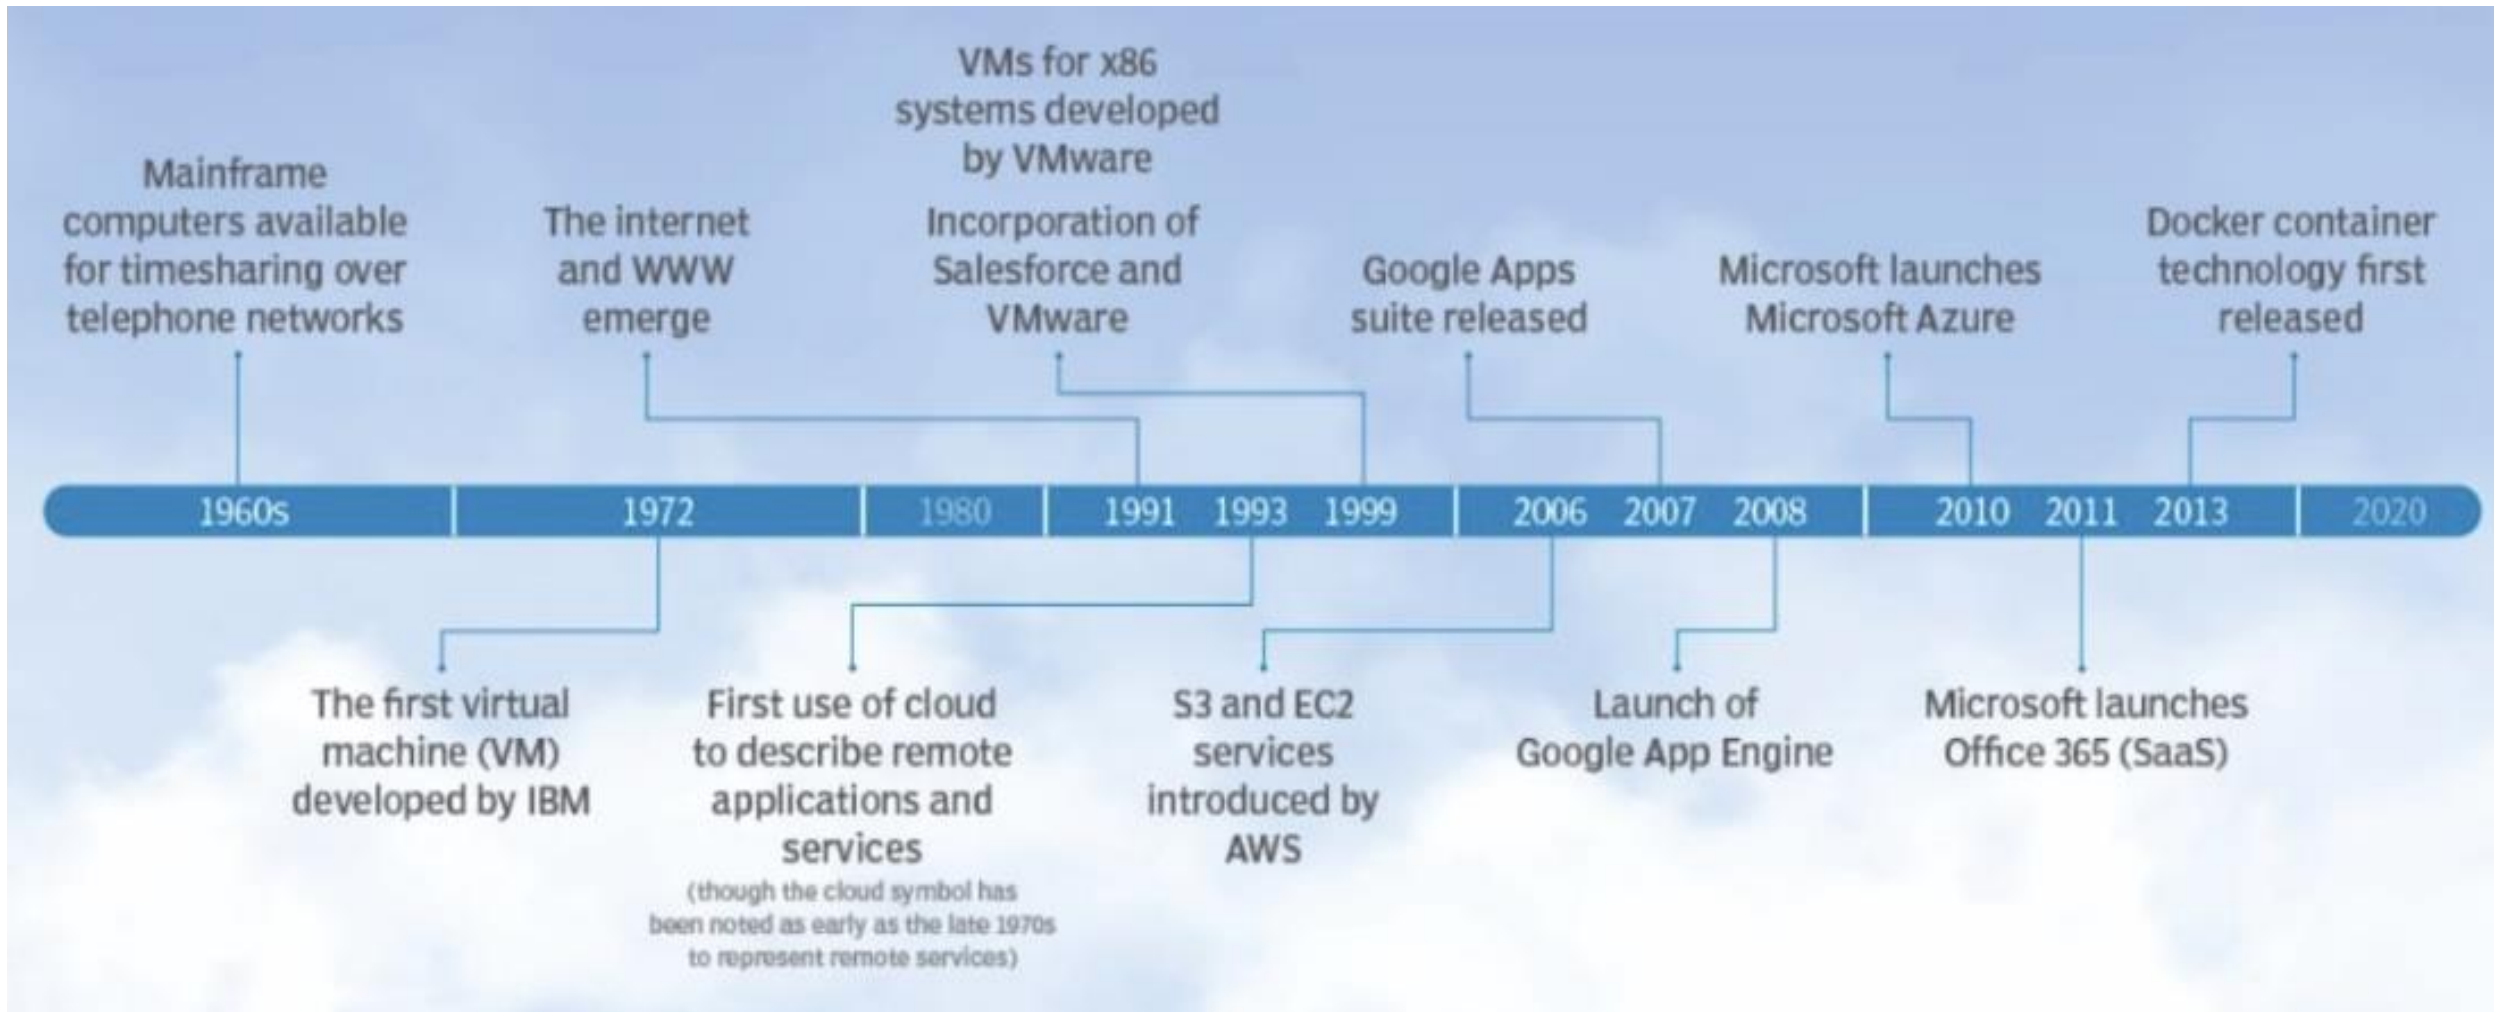 VMs for x86
systems developed
by VMware
Mainframe
computers available
for timesharing over
telephone networks
The internet
and WWW
emerge
Incorporation of
Salesforce and
VMware
Google Apps
suite released
Microsoft launches
Microsoft Azure
Docker container
technology first
released
1960s 1972 1980 1991 1993 1999 2006 2007 2008 2010 2011 2013 2020
The first virtual
machine (VM)
developed by IBM
First use of cloud
to describe remote
applications and
services
(though the cloud symbol has
been noted as early as the late 1970s
to represent remote services)
S3 and EC2
services
introduced by
AWS
Launch of
Google App Engine
Microsoft launches
Office 365 (SaaS)